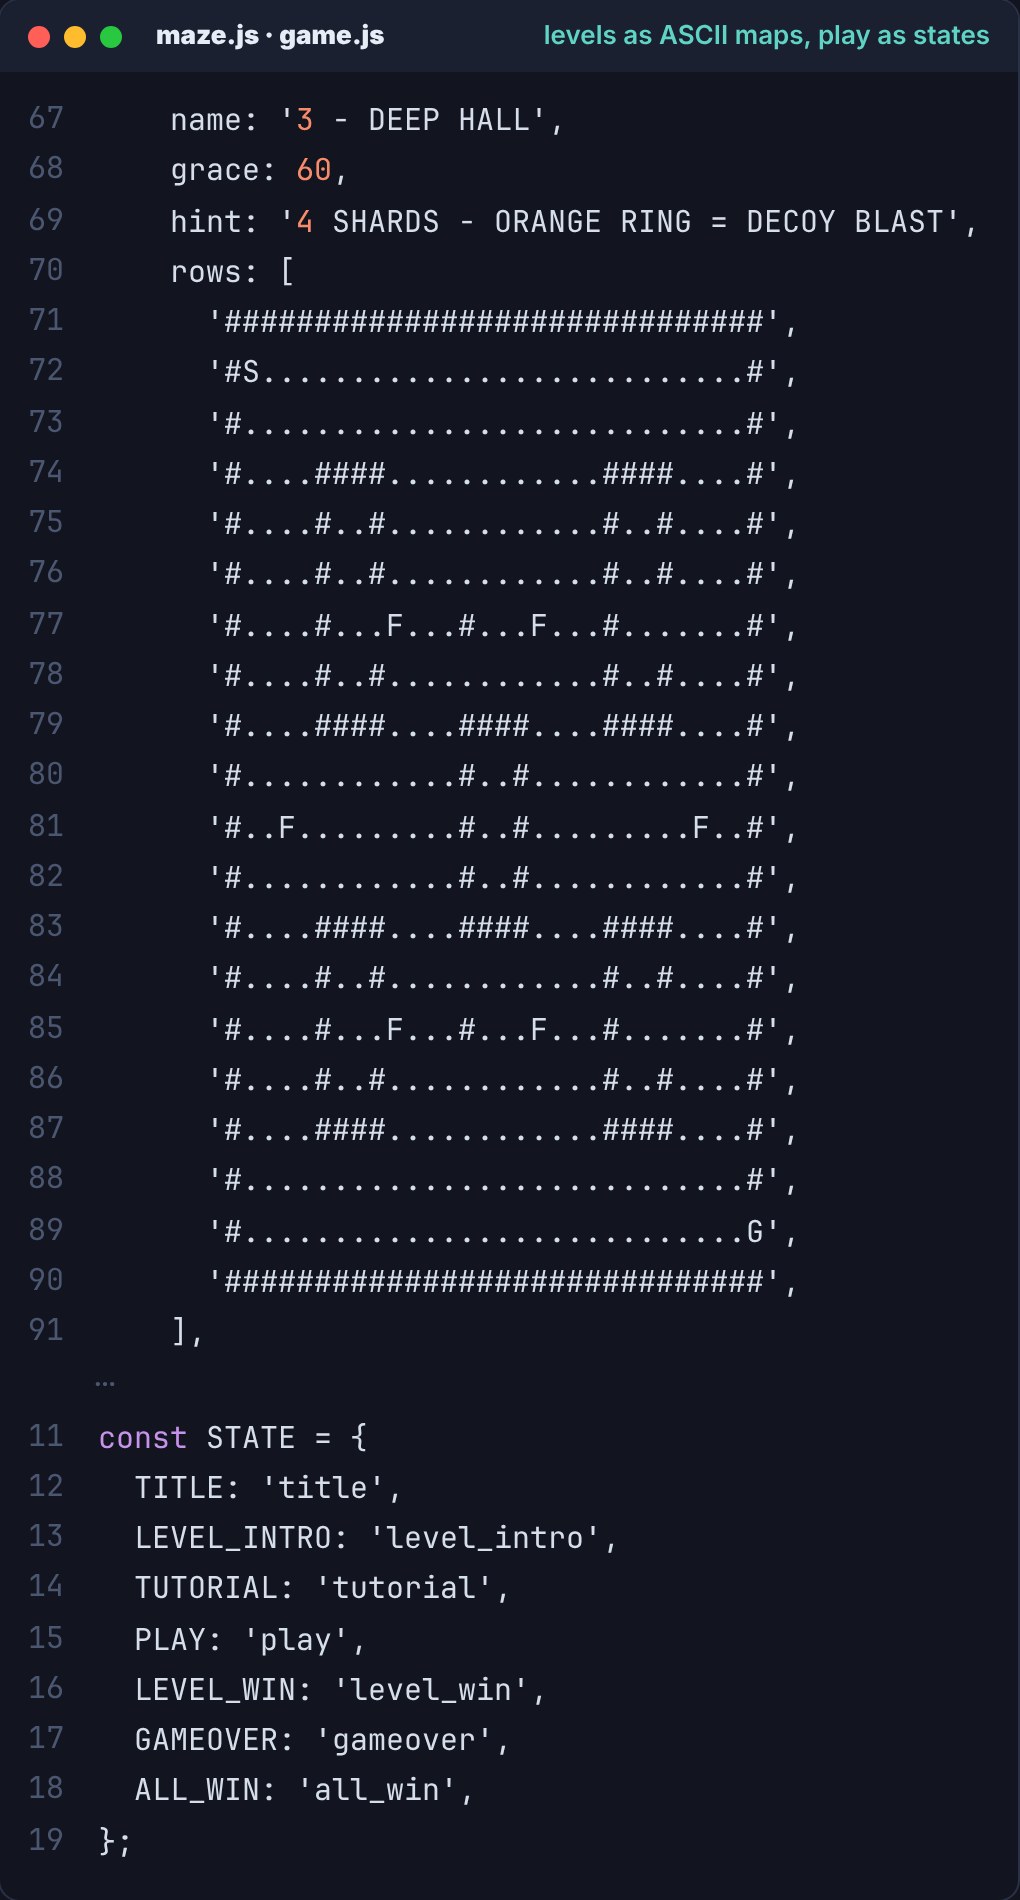 maze.js · game.js
levels as ASCII maps, play as states
67 name: '3 - DEEP HALL',
68 grace: 60,
69 hint: '4 SHARDS - ORANGE RING = DECOY BLAST',
70 rows: [
71 '##############################',
72 '#S...........................#',
73 '#............................#',
74 '#....####............####....#',
75 '#....#..#............#..#....#',
76 '#....#..#............#..#....#',
77 '#....#...F...#...F...#.......#',
78 '#....#..#............#..#....#',
79 '#....####....####....####....#',
80 '#............#..#............#',
81 '#..F.........#..#.........F..#',
82 '#............#..#............#',
83 '#....####....####....####....#',
84 '#....#..#............#..#....#',
85 '#....#...F...#...F...#.......#',
86 '#....#..#............#..#....#',
87 '#....####............####....#',
88 '#............................#',
89 '#............................G',
90 '##############################',
91 ],
…
11 const STATE = {
12 TITLE: 'title',
13 LEVEL_INTRO: 'level_intro',
14 TUTORIAL: 'tutorial',
15 PLAY: 'play',
16 LEVEL_WIN: 'level_win',
17 GAMEOVER: 'gameover',
18 ALL_WIN: 'all_win',
19 };